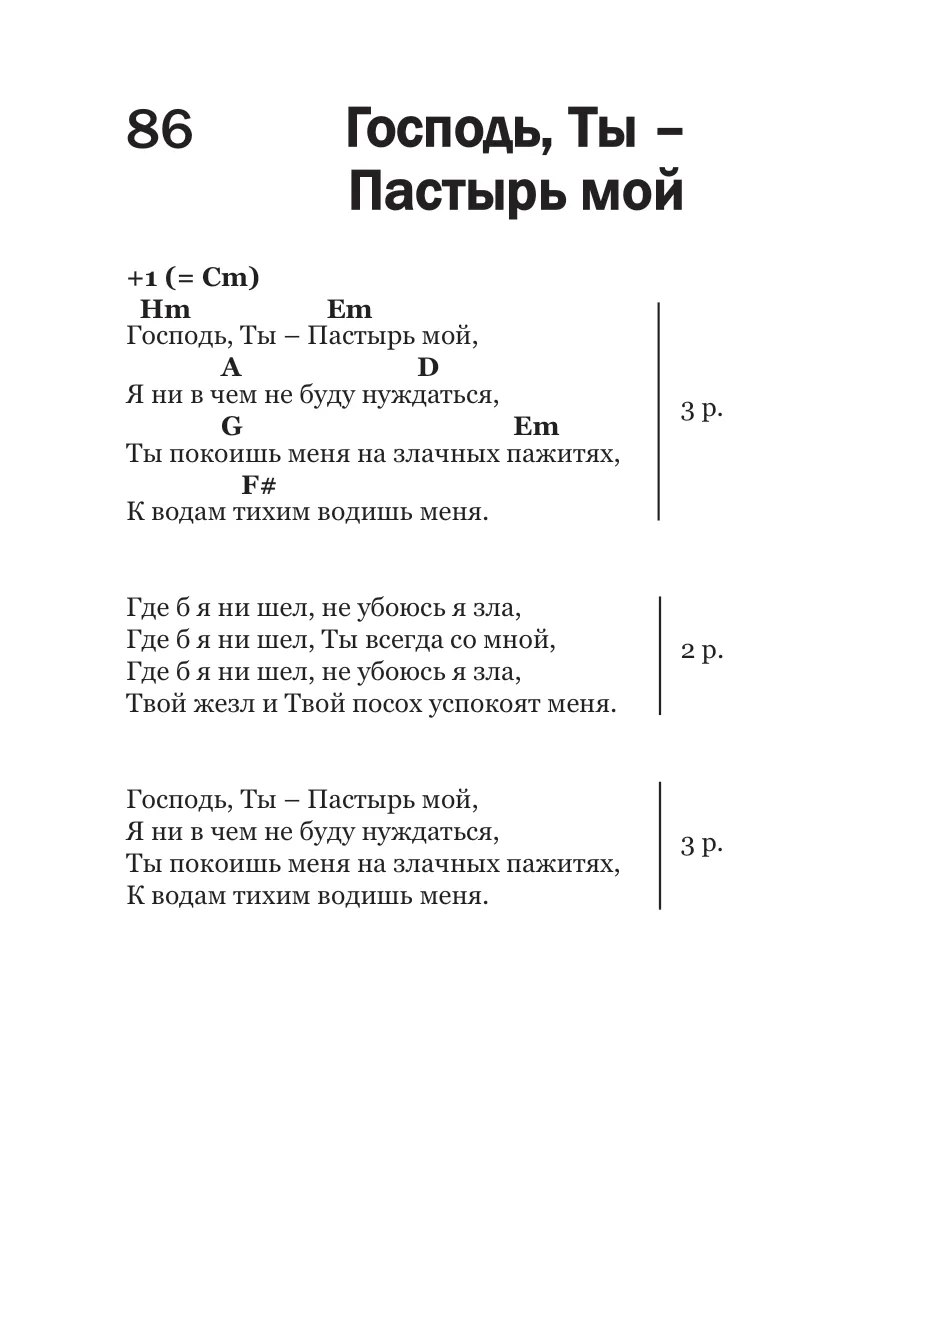 86
Господь, Ты –
Пастырь мой
+1 (= Cm)
Hm Em
Господь, Ты – Пастырь мой,
A D
Я ни в чем не буду нуждаться,
G Em
Ты покоишь меня на злачных пажитях,
F#
К водам тихим водишь меня.
3 р.
Где б я ни шел, не убоюсь я зла,
Где б я ни шел, Ты всегда со мной,
Где б я ни шел, не убоюсь я зла,
Твой жезл и Твой посох успокоят меня.
2 р.
Господь, Ты – Пастырь мой,
Я ни в чем не буду нуждаться,
Ты покоишь меня на злачных пажитях,
К водам тихим водишь меня.
3 р.